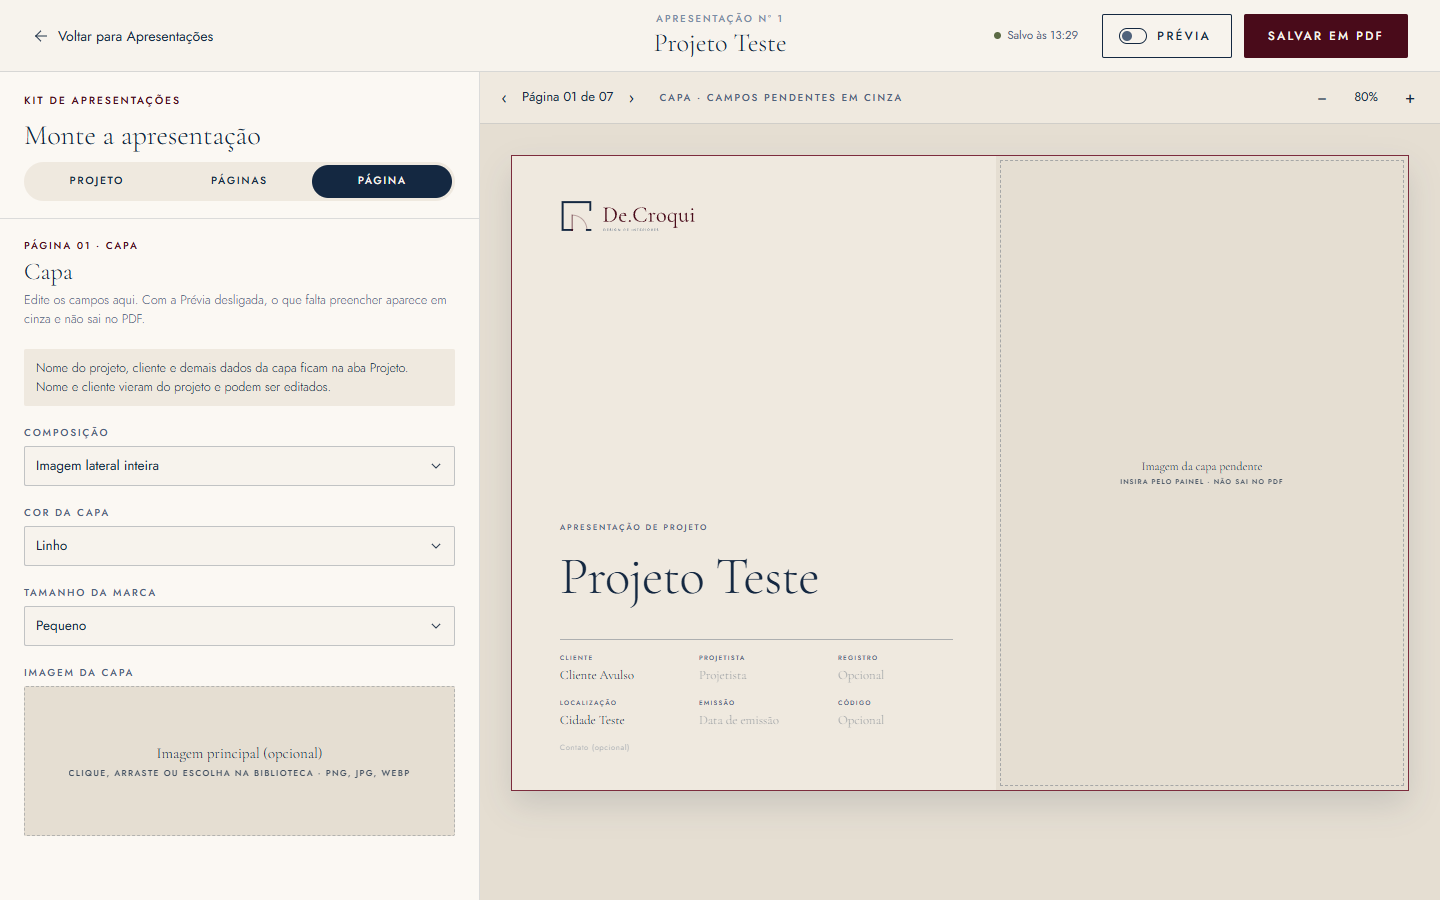 Voltar para Apresentações
APRESENTAÇÃO Nº 1
Projeto Teste
Salvo às 13:29
PRÉVIA
SALVAR EM PDF
KIT DE APRESENTAÇÕES
Monte a apresentação
PROJETO
PÁGINAS
PÁGINA
PÁGINA 01 · CAPA
Capa
Edite os campos aqui. Com a Prévia desligada, o que falta preencher aparece em
cinza e não sai no PDF.
Nome do projeto, cliente e demais dados da capa ficam na aba Projeto.
Nome e cliente vieram do projeto e podem ser editados.
COMPOSIÇÃO
Imagem lateral inteira
COR DA CAPA
Linho
TAMANHO DA MARCA
Pequeno
IMAGEM DA CAPA
Imagem principal (opcional)
CLIQUE, ARRASTE OU ESCOLHA NA BIBLIOTECA · PNG, JPG, WEBP
‹ Página 01 de 07 ›
CAPA · CAMPOS PENDENTES EM CINZA
− 80% +
De.Croqui
DESIGN DE INTERIORES
APRESENTAÇÃO DE PROJETO
Projeto Teste
CLIENTE
Cliente Avulso
PROJETISTA
Projetista
REGISTRO
Opcional
LOCALIZAÇÃO
Cidade Teste
EMISSÃO
Data de emissão
CÓDIGO
Opcional
Contato (opcional)
Imagem da capa pendente
INSIRA PELO PAINEL · NÃO SAI NO PDF